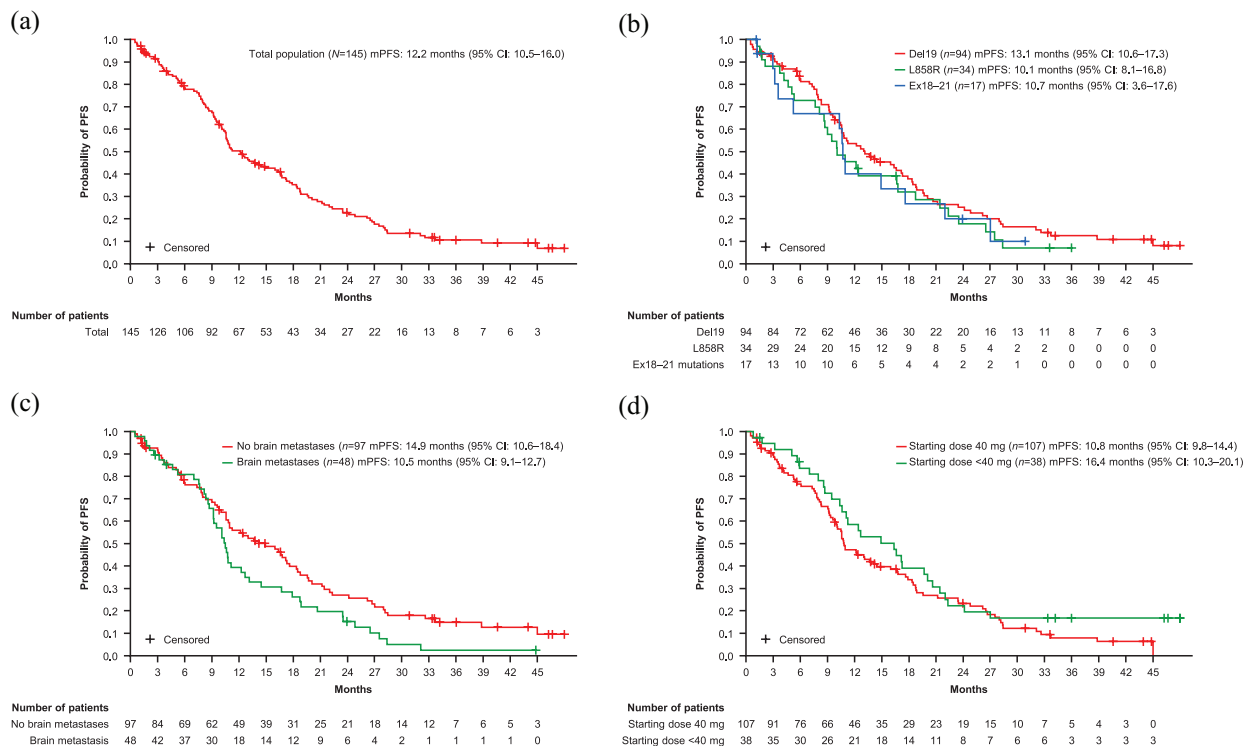 (a)
Probability of PFS
1.0
0.9
0.8
0.7
0.6
0.5
0.4
0.3
0.2
0.1
0.0
Total population (N=145) mPFS: 12.2 months (95% CI: 10.5–16.0)
+ Censored
0 3 6 9 12 15 18 21 24 27 30 33 36 39 42 45
Months
Number of patients
Total 145 126 106 92 67 53 43 34 27 22 16 13 8 7 6 3
(b)
Probability of PFS
1.0
0.9
0.8
0.7
0.6
0.5
0.4
0.3
0.2
0.1
0.0
Del19 (n=94) mPFS: 13.1 months (95% CI: 10.6–17.3)
L858R (n=34) mPFS: 10.1 months (95% CI: 8.1–16.8)
Ex18–21 (n=17) mPFS: 10.7 months (95% CI: 3.6–17.6)
+ Censored
0 3 6 9 12 15 18 21 24 27 30 33 36 39 42 45
Months
Number of patients
Del19 94 84 72 62 46 36 30 22 20 16 13 11 8 7 6 3
L858R 34 29 24 20 15 12 9 8 5 4 2 2 0 0 0 0
Ex18–21 mutations 17 13 10 10 6 5 4 4 2 2 1 0 0 0 0 0
(c)
Probability of PFS
1.0
0.9
0.8
0.7
0.6
0.5
0.4
0.3
0.2
0.1
0.0
No brain metastases (n=97) mPFS: 14.9 months (95% CI: 10.6–18.4)
Brain metastases (n=48) mPFS: 10.5 months (95% CI: 9.1–12.7)
+ Censored
0 3 6 9 12 15 18 21 24 27 30 33 36 39 42 45
Months
Number of patients
No brain metastases 97 84 69 62 49 39 31 25 21 18 14 12 7 6 5 3
Brain metastasis 48 42 37 30 18 14 12 9 6 4 2 1 1 1 1 0
(d)
Probability of PFS
1.0
0.9
0.8
0.7
0.6
0.5
0.4
0.3
0.2
0.1
0.0
Starting dose 40 mg (n=107) mPFS: 10.8 months (95% CI: 9.8–14.4)
Starting dose <40 mg (n=38) mPFS: 16.4 months (95% CI: 10.3–20.1)
+ Censored
0 3 6 9 12 15 18 21 24 27 30 33 36 39 42 45
Months
Number of patients
Starting dose 40 mg 107 91 76 66 46 35 29 23 19 15 10 7 5 4 3 0
Starting dose <40 mg 38 35 30 26 21 18 14 11 8 7 6 6 3 3 3 3